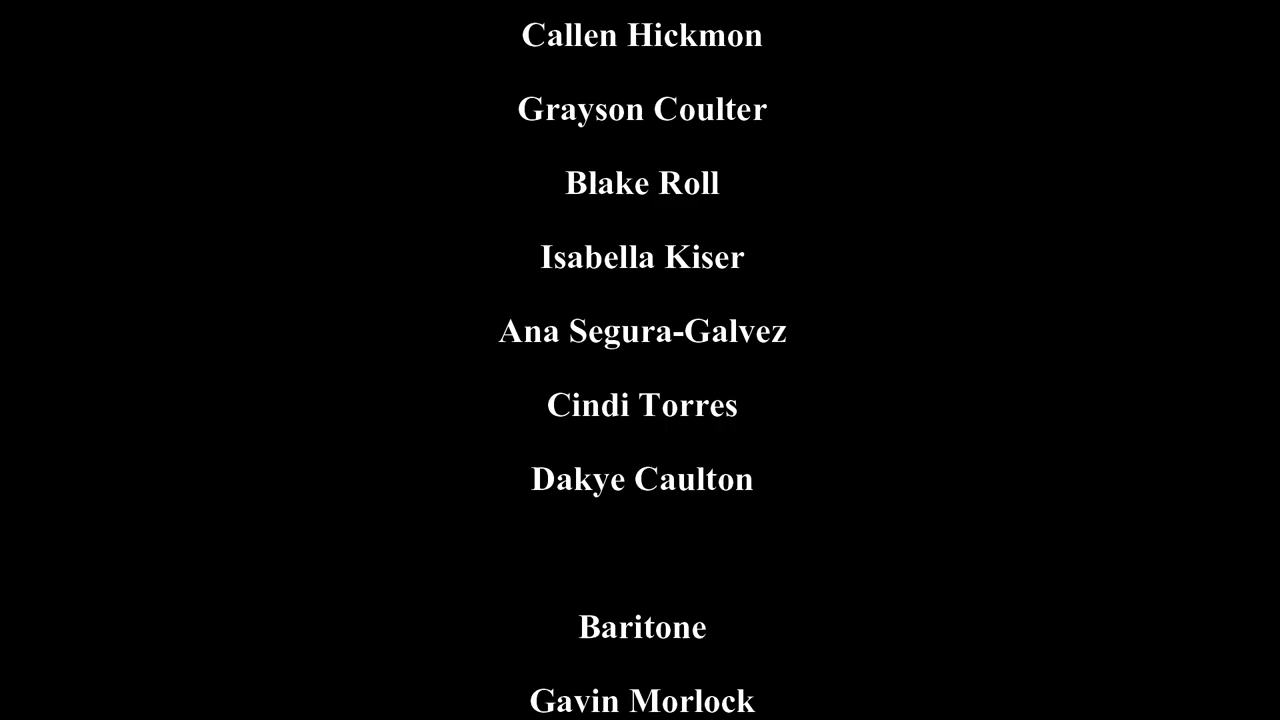 Callen Hickmon
Grayson Coulter
Blake Roll
Isabella Kiser
Ana Segura-Galvez
Cindi Torres
Dakye Caulton
Baritone
Gavin Morlock